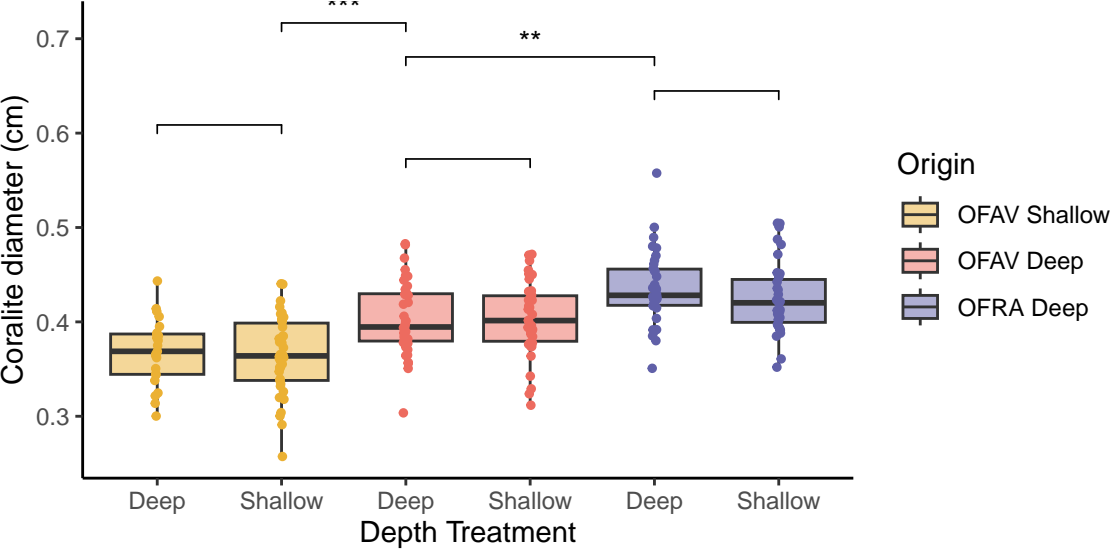 ***
**
0.7
0.6
0.5
0.4
0.3
Coralite diameter (cm)
Deep Shallow Deep Shallow Deep Shallow
Depth Treatment
Origin
OFAV Shallow
OFAV Deep
OFRA Deep